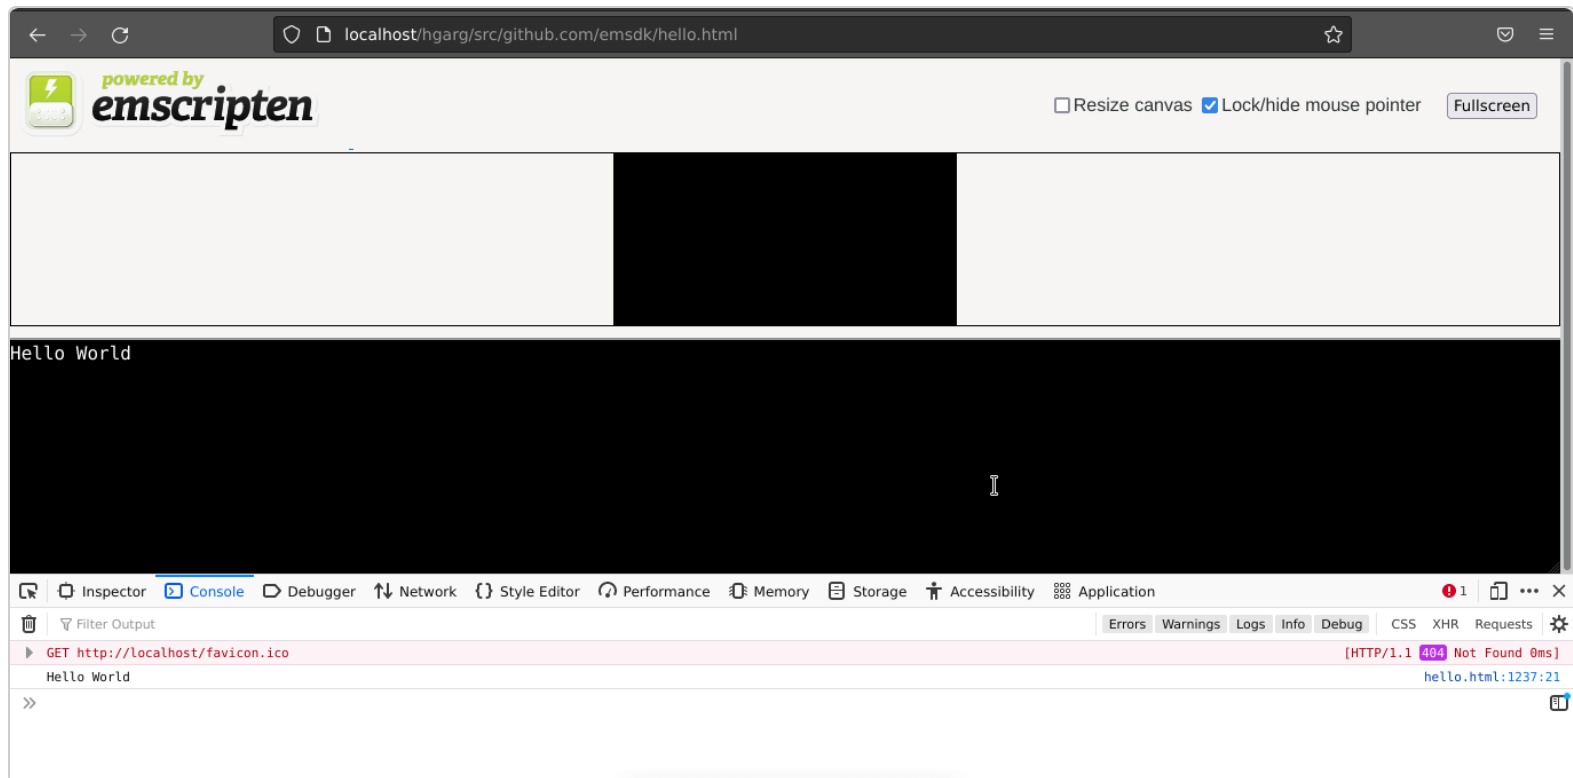 localhost/hgarg/src/github.com/emsdk/hello.html
powered by
emscripten
Resize canvas Lock/hide mouse pointer Fullscreen
Hello World
Inspector Console Debugger Network Style Editor Performance Memory Storage Accessibility Application 1
Filter Output Errors Warnings Logs Info Debug CSS XHR Requests
GET http://localhost/favicon.ico [HTTP/1.1 404 Not Found 0ms]
Hello World hello.html:1237:21